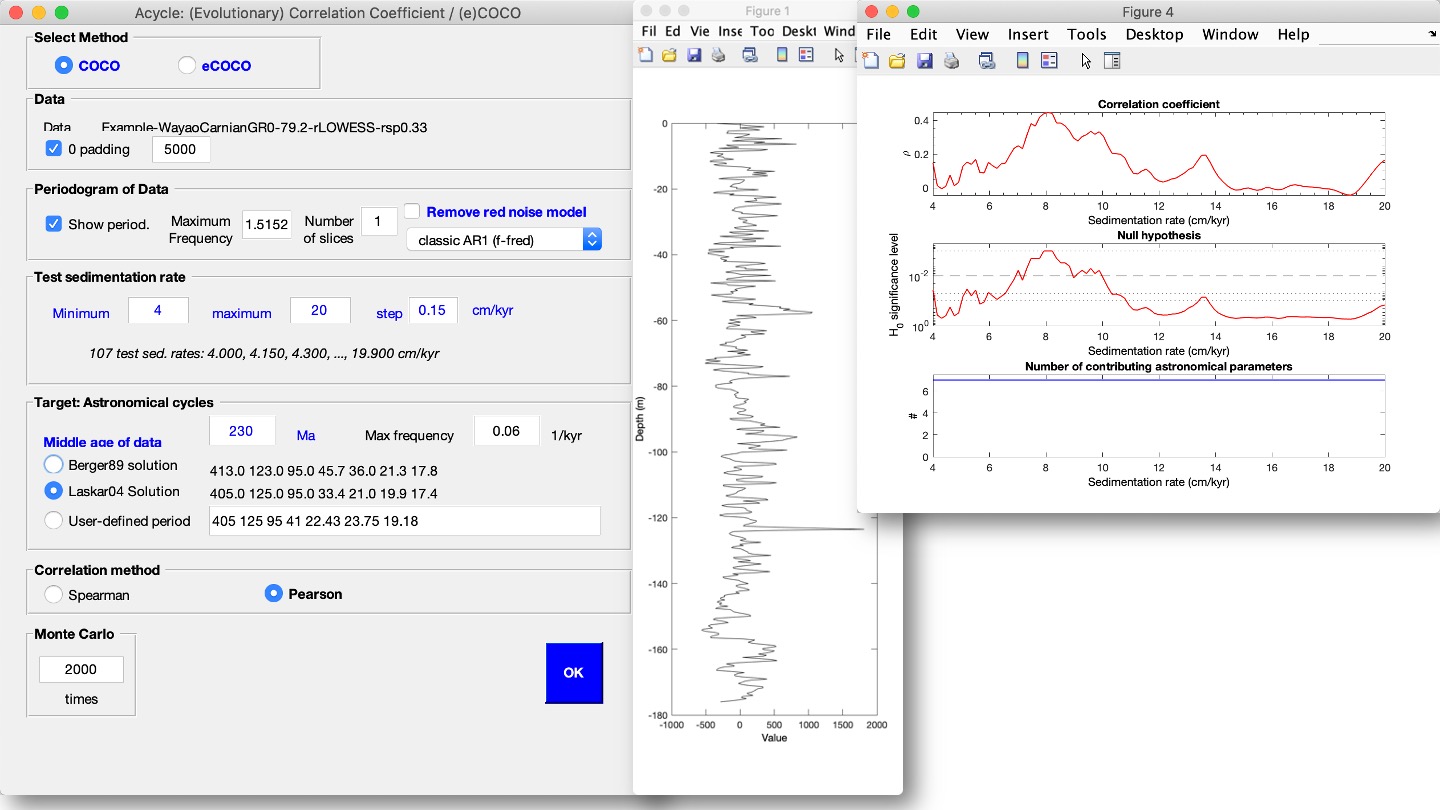 Acycle: (Evolutionary) Correlation Coefficient / (e)COCO
Select Method
COCO
eCOCO
Data
Data Example-WayaoCarnianGR0-79.2-rLOWESS-rsp0.33
0 padding 5000
Periodogram of Data
Show period. Maximum Frequency 1.5152 Number of slices 1
Remove red noise model
classic AR1 (f-fred)
Test sedimentation rate
Minimum 4 maximum 20 step 0.15 cm/kyr
107 test sed. rates: 4.000, 4.150, 4.300, ..., 19.900 cm/kyr
Target: Astronomical cycles
Middle age of data 230 Ma Max frequency 0.06 1/kyr
Berger89 solution 413.0 123.0 95.0 45.7 36.0 21.3 17.8
Laskar04 Solution 405.0 125.0 95.0 33.4 21.0 19.9 17.4
User-defined period 405 125 95 41 22.43 23.75 19.18
Correlation method
Spearman
Pearson
Monte Carlo
2000
times
OK
Figure 1
Fil Ed Vie Inse Toc Deskt Wind
0
-20
-40
-60
-80
-100
-120
-140
-160
-180
Depth (m)
-1000 -500 0 500 1000 1500 2000
Value
Figure 4
File Edit View Insert Tools Desktop Window Help
Correlation coefficient
0.4
0.2
0
ρ
4 6 8 10 12 14 16 18 20
Sedimentation rate (cm/kyr)
Null hypothesis
10-2
100
H0 significance level
4 6 8 10 12 14 16 18 20
Sedimentation rate (cm/kyr)
Number of contributing astronomical parameters
6
4
2
0
#
4 6 8 10 12 14 16 18 20
Sedimentation rate (cm/kyr)